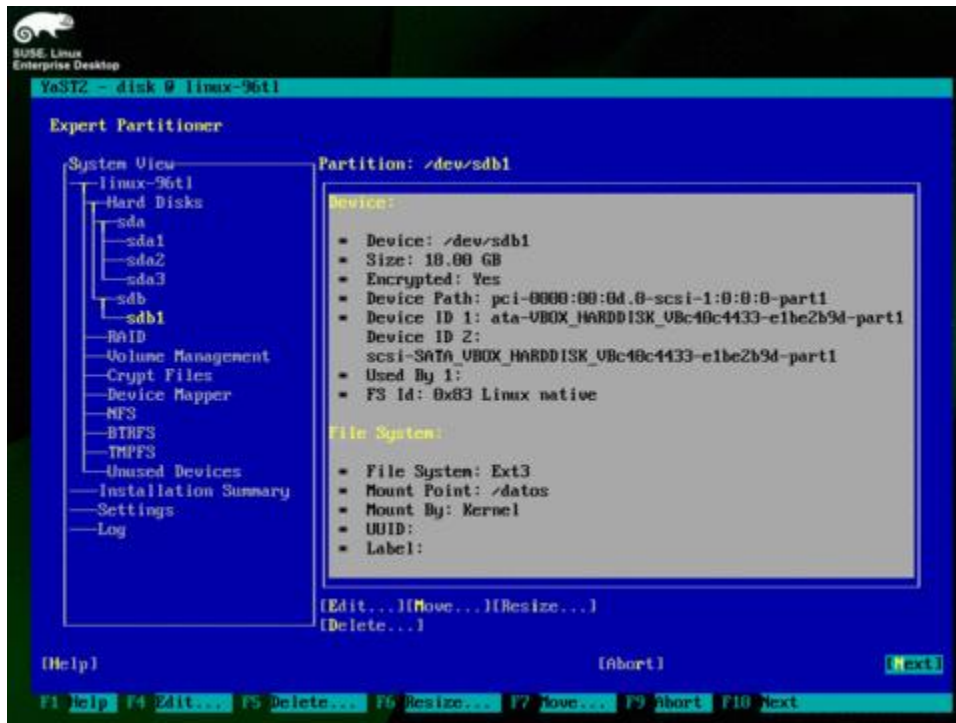 SUSE. Linux
Enterprise Desktop
YaST2 - disk @ linux-96tl
Expert Partitioner
System View
linux-96tl
Hard Disks
sda
sda1
sda2
sda3
sdb
sdb1
RAID
Volume Management
Crypt Files
Device Mapper
NFS
BTRFS
TMPFS
Unused Devices
Installation Summary
Settings
Log
Partition: /dev/sdb1
Device:
Device: /dev/sdb1
Size: 10.00 GB
Encrypted: Yes
Device Path: pci-0000:00:0d.0-scsi-1:0:0:0-part1
Device ID 1: ata-VBOX_HARDDISK_VBc40c4433-e1be2b9d-part1
Device ID 2:
scsi-SATA_VBOX_HARDDISK_VBc40c4433-e1be2b9d-part1
Used By 1:
FS Id: 0x83 Linux native
File System:
File System: Ext3
Mount Point: /datos
Mount By: Kernel
UUID:
Label:
[Edit...][Move...][Resize...]
[Delete...]
[Help] [Abort] [Next]
F1 Help F4 Edit... F5 Delete... F6 Resize... F7 Move... F9 Abort F10 Next